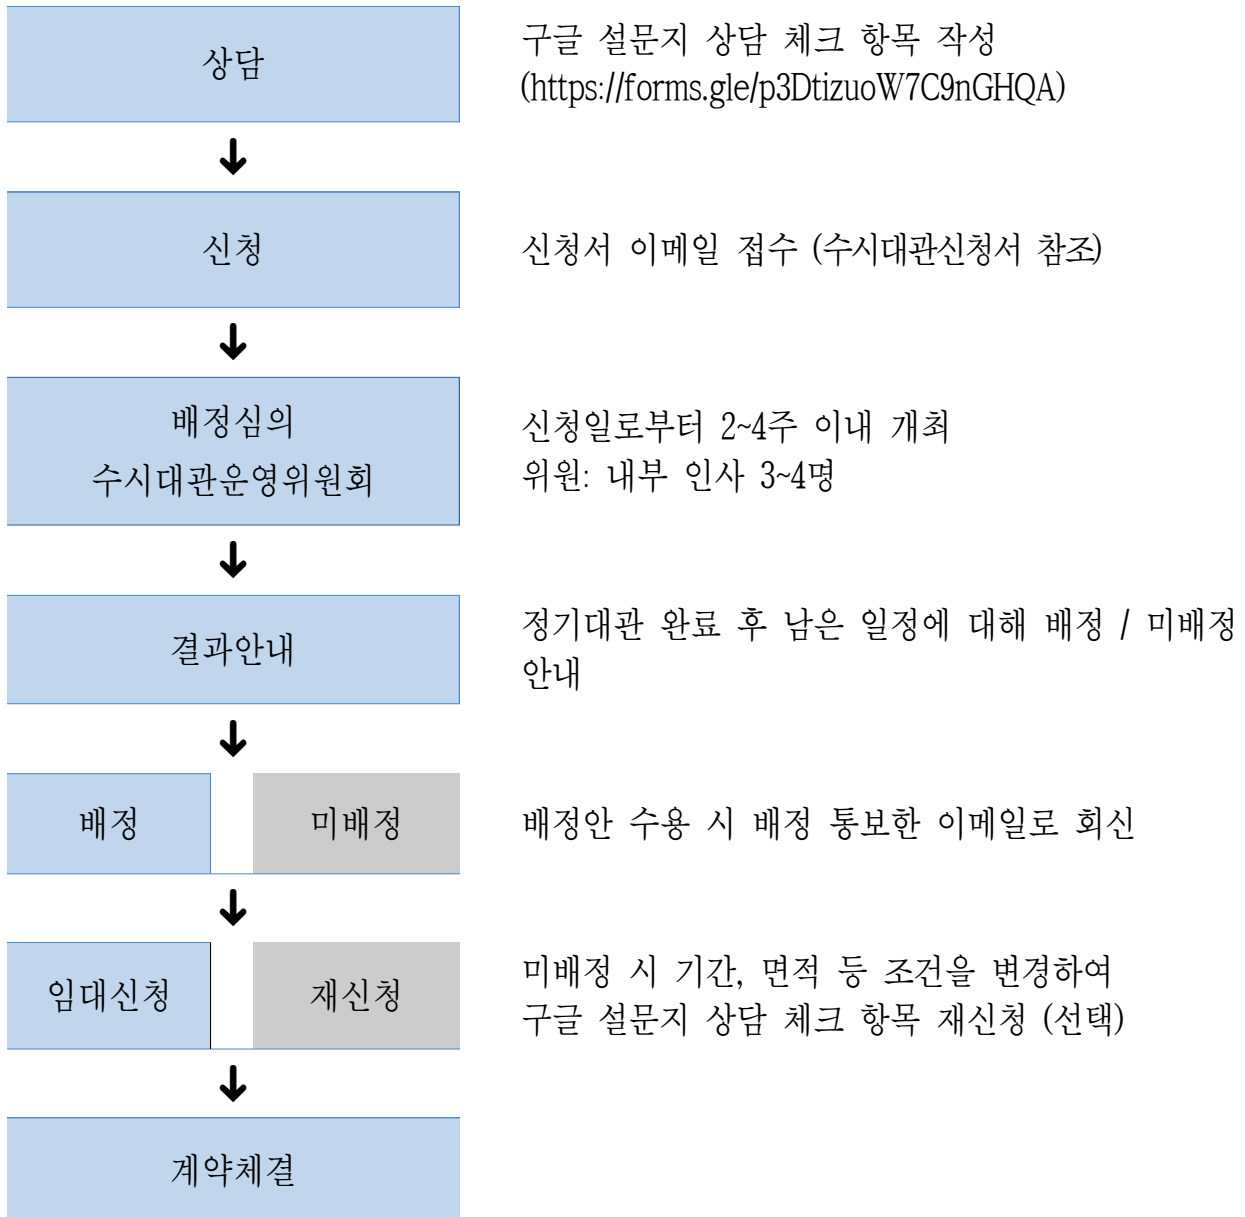 상담
구글 설문지 상담 체크 항목 작성
(https://forms.gle/p3DtizuoW7C9nGHQA)
신청
신청서 이메일 접수 (수시대관신청서 참조)
배정심의
수시대관운영위원회
신청일로부터 2~4주 이내 개최
위원: 내부 인사 3~4명
결과안내
정기대관 완료 후 남은 일정에 대해 배정 / 미배정
안내
배정
미배정
배정안 수용 시 배정 통보한 이메일로 회신
임대신청
재신청
미배정 시 기간, 면적 등 조건을 변경하여
구글 설문지 상담 체크 항목 재신청 (선택)
계약체결